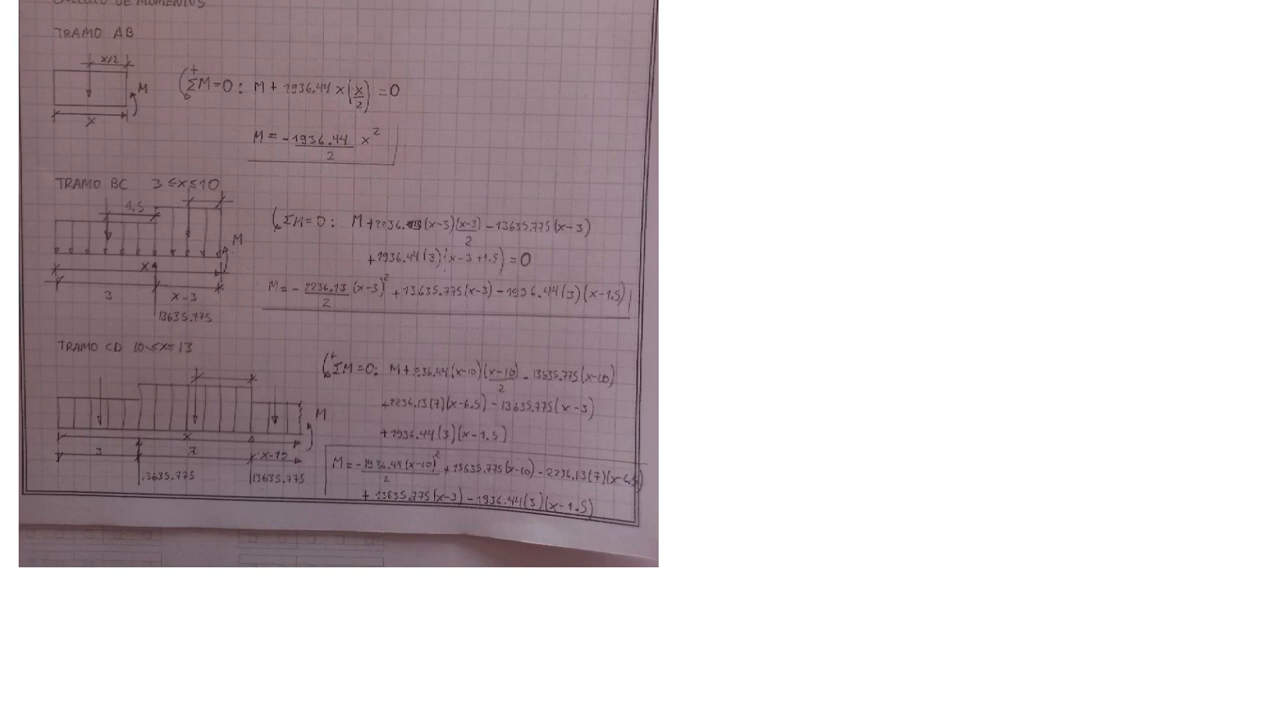 CALCULO DE MOMENTOS
TRAMO AB
x/2
M
x
+ ΣM=0: M + 1936.44 x (x/2) = 0
M = -1936.44/2 x²
TRAMO BC 3 ≤ x ≤ 10
1.5
M
x
3 x-3
13635.775
ΣM=0: M + 2236.13 (x-3) (x-3)/2 - 13635.775 (x-3)
+ 1936.44 (3) (x-3+1.5) = 0
M = - 2236.13/2 (x-3)² + 13635.775 (x-3) - 1936.44 (3) (x-1.5)
TRAMO CD 10 ≤ x ≤ 13
M
x
3 7 x-10
13635.775 13635.775
+ ΣM=0: M + 1936.44 (x-10) (x-10)/2 - 13635.775 (x-10)
+ 2236.13 (7) (x-6.5) - 13635.775 (x-3)
+ 1936.44 (3) (x-1.5)
M = - 1936.44 (x-10)²/2 + 13635.775 (x-10) - 2236.13 (7) (x-6.5)
+ 13635.775 (x-3) - 1936.44 (3) (x-1.5)